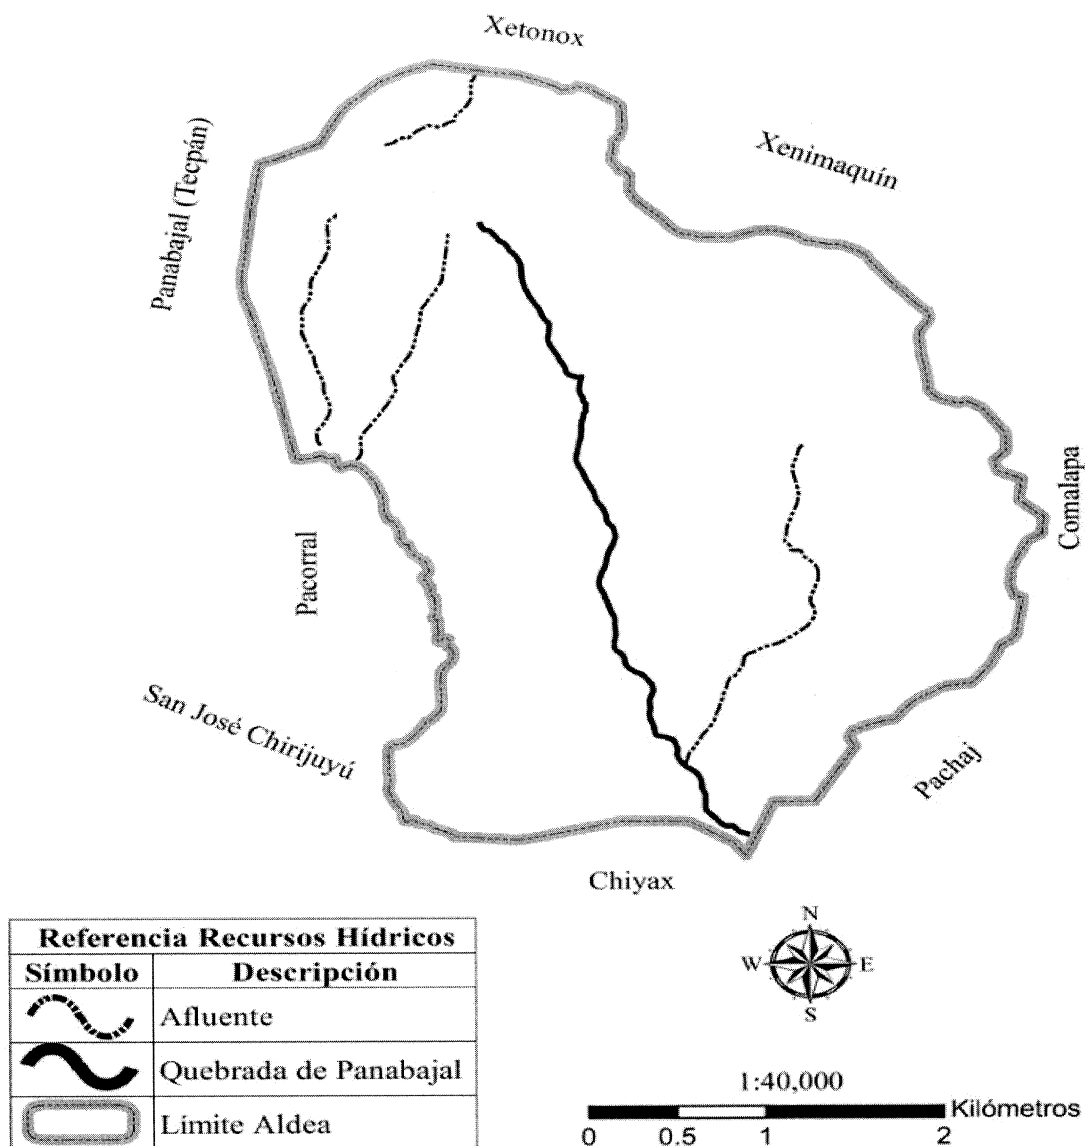 Xetonox
Xenimaquín
Panabajal (Tecpán)
Comalapa
Pacorral
San José Chirijuyú
Pachaj
Chiyax
Referencia Recursos Hídricos
Símbolo Descripción
Afluente
Quebrada de Panabajal
Límite Aldea
N
W E
S
1:40,000
Kilómetros
0 0.5 1 2